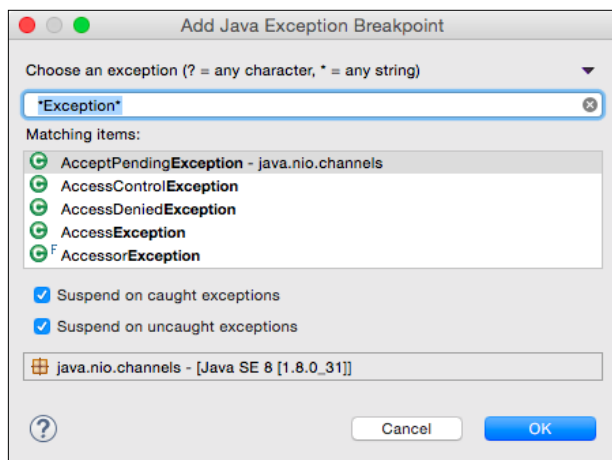 Add Java Exception Breakpoint
Choose an exception (? = any character, * = any string)
*Exception*
Matching items:
AcceptPendingException - java.nio.channels
AccessControlException
AccessDeniedException
AccessException
F AccessorException
Suspend on caught exceptions
Suspend on uncaught exceptions
java.nio.channels - [Java SE 8 [1.8.0_31]]
? Cancel OK